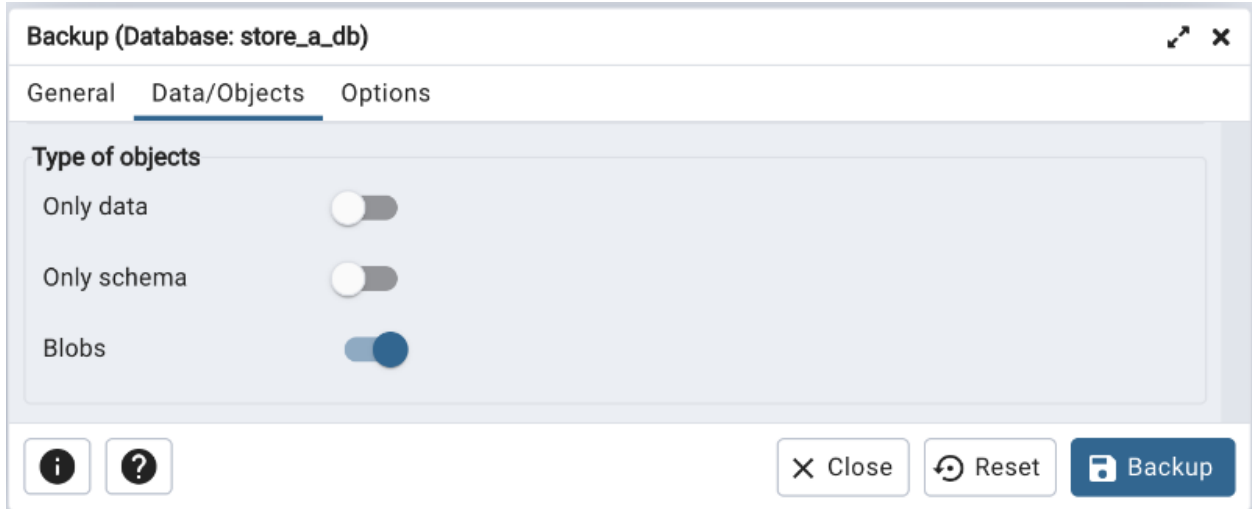 Backup (Database: store_a_db)
General Data/Objects Options
Type of objects
Only data
Only schema
Blobs
Close Reset Backup